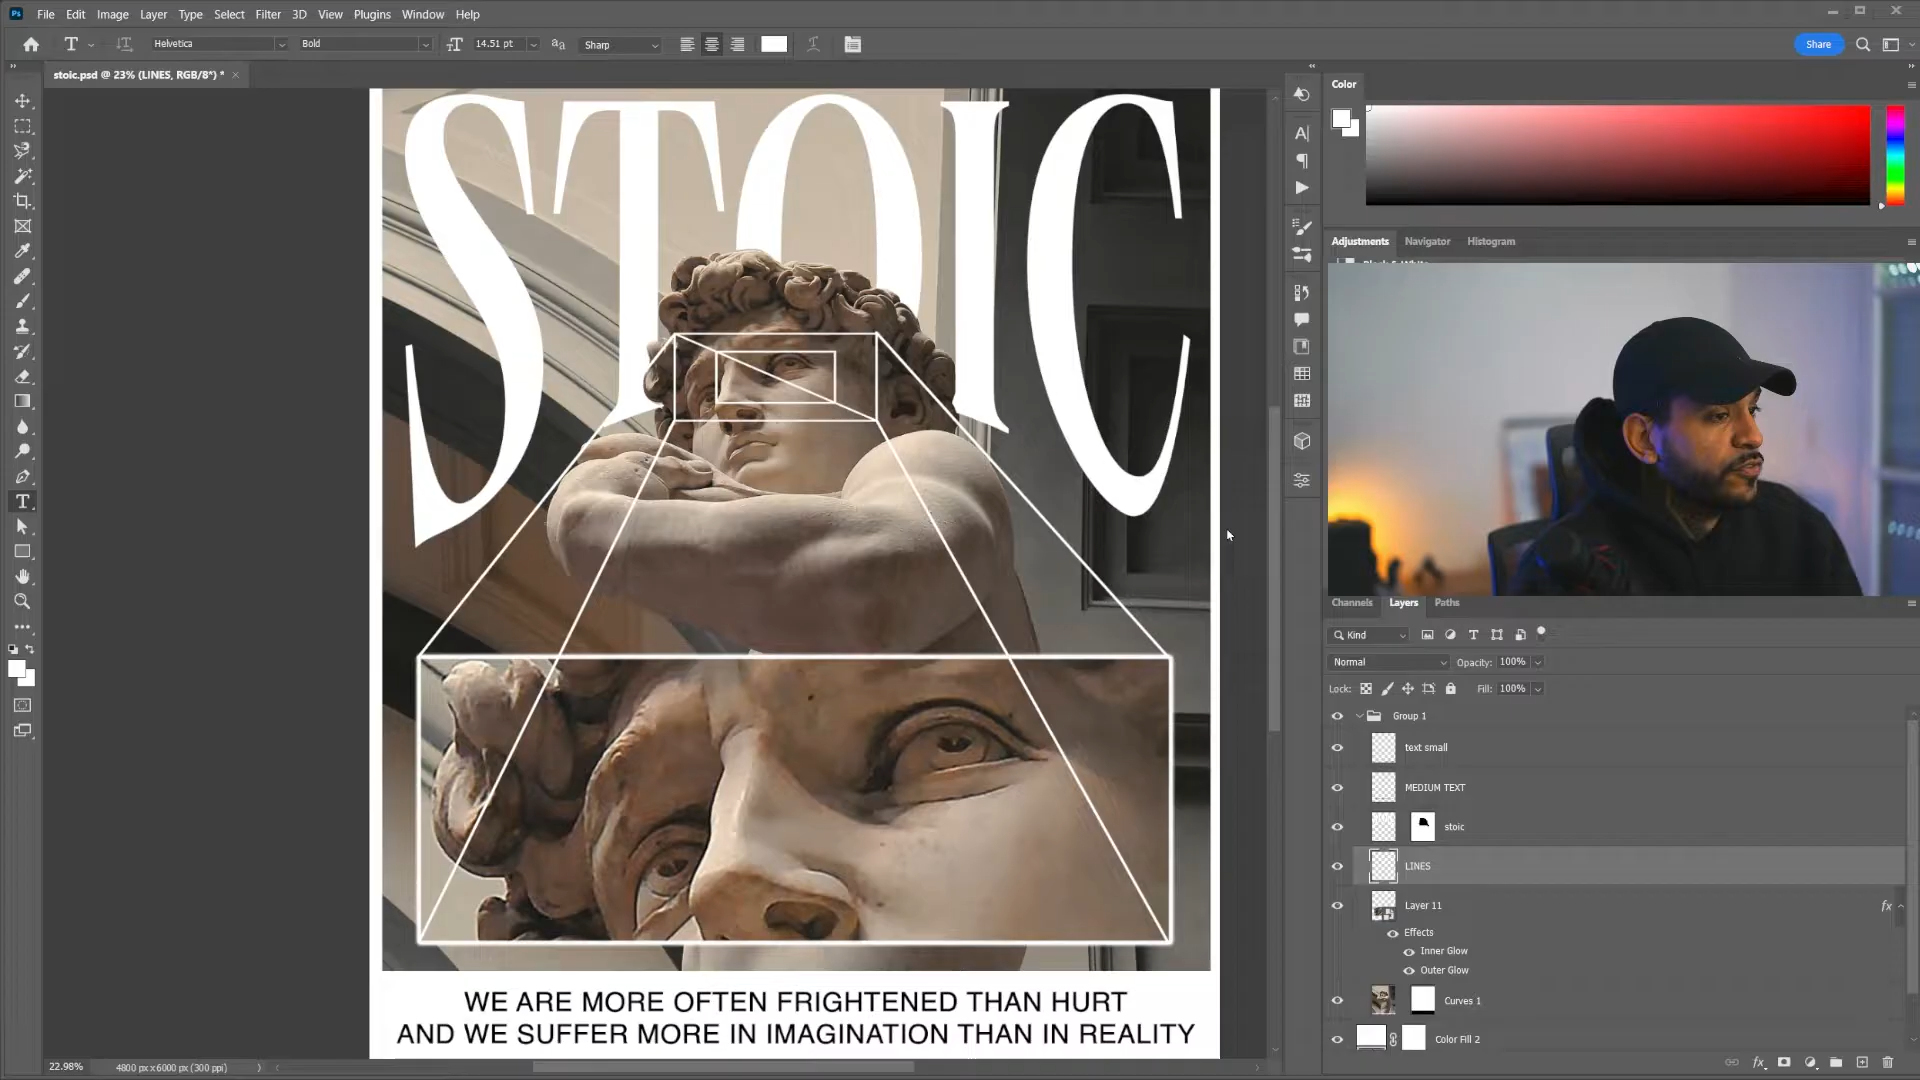 File Edit Image Layer Type Select Filter 3D View Plugins Window Help
Helvetica Bold 14.51 pt Sharp Share
stoic.psd @ 23% (LINES, RGB/8*) *
STOIC
WE ARE MORE OFTEN FRIGHTENED THAN HURT
AND WE SUFFER MORE IN IMAGINATION THAN IN REALITY
22.98% 4800 px x 6000 px (300 ppi)
Color
Adjustments Navigator Histogram
Channels Layers Paths
Kind
Normal Opacity: 100%
Lock: Fill: 100%
Group 1
text small
MEDIUM TEXT
stoic
LINES
Layer 11 fx
Effects
Inner Glow
Outer Glow
Curves 1
Color Fill 2
fx